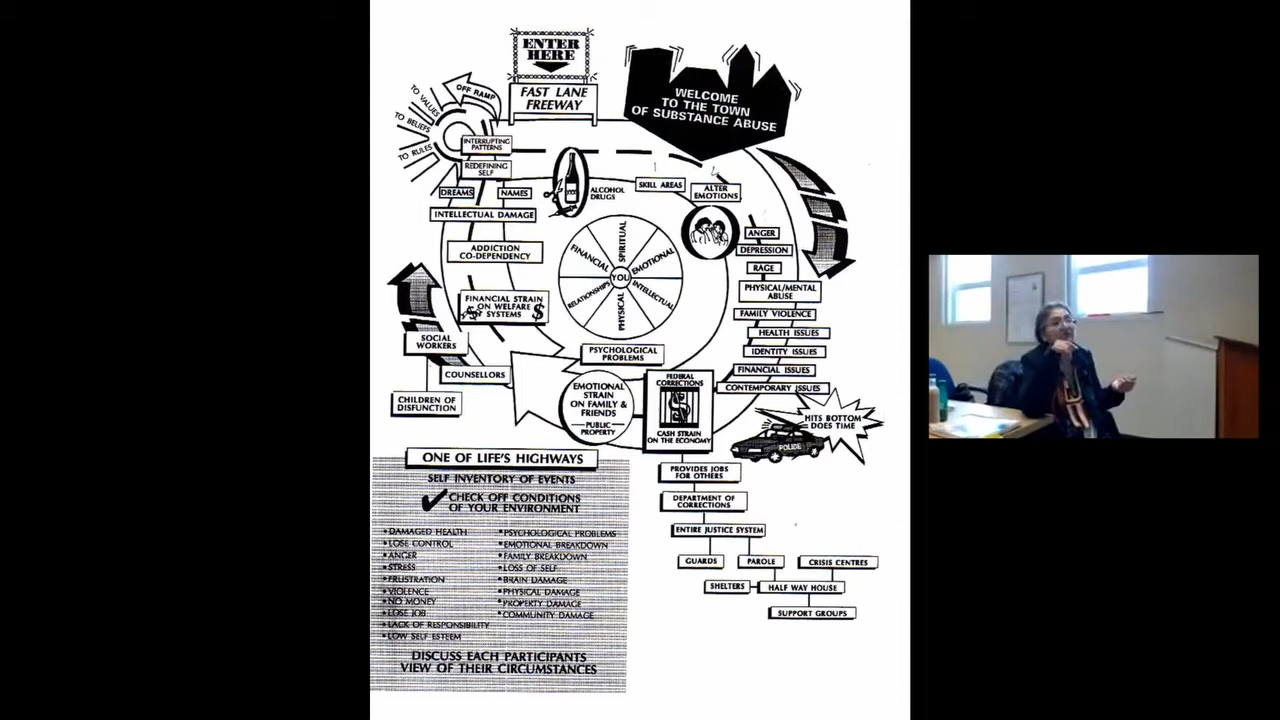 ENTER
HERE
FAST LANE
FREEWAY
WELCOME
TO THE TOWN
OF SUBSTANCE ABUSE
OFF RAMP
TO VALUES
TO BELIEFS
TO RULES
INTERRUPTING
PATTERNS
REDEFINING
SELF
DREAMS
NAMES
INTELLECTUAL DAMAGE
ADDICTION
CO-DEPENDENCY
FINANCIAL STRAIN
ON WELFARE
SYSTEMS
$ $
SOCIAL
WORKERS
COUNSELLORS
CHILDREN OF
DISFUNCTION
ALCOHOL
DRUGS
SKILL AREAS
ALTER
EMOTIONS
SPIRITUAL
EMOTIONAL
INTELLECTUAL
PHYSICAL
RELATIONSHIPS
FINANCIAL
YOU
ANGER
DEPRESSION
RAGE
PHYSICAL/MENTAL
ABUSE
FAMILY VIOLENCE
HEALTH ISSUES
IDENTITY ISSUES
FINANCIAL ISSUES
CONTEMPORARY ISSUES
HITS BOTTOM
DOES TIME
POLICE
PSYCHOLOGICAL
PROBLEMS
EMOTIONAL
STRAIN
ON FAMILY &
FRIENDS
PUBLIC
PROPERTY
FEDERAL
CORRECTIONS
$
CASH STRAIN
ON THE ECONOMY
PROVIDES JOBS
FOR OTHERS
DEPARTMENT OF
CORRECTIONS
ENTIRE JUSTICE SYSTEM
GUARDS
PAROLE
CRISIS CENTRES
SHELTERS
HALF WAY HOUSE
SUPPORT GROUPS
ONE OF LIFE'S HIGHWAYS
SELF INVENTORY OF EVENTS
CHECK OFF CONDITIONS
OF YOUR ENVIRONMENT
• DAMAGED HEALTH
• LOSE CONTROL
• ANGER
• STRESS
• FRUSTRATION
• VIOLENCE
• NO MONEY
• LOSE JOB
• LACK OF RESPONSIBILITY
• LOW SELF ESTEEM
• PSYCHOLOGICAL PROBLEMS
• EMOTIONAL BREAKDOWN
• FAMILY BREAKDOWN
• LOSS OF SELF
• BRAIN DAMAGE
• PHYSICAL DAMAGE
• PROPERTY DAMAGE
• COMMUNITY DAMAGE
DISCUSS EACH PARTICIPANTS
VIEW OF THEIR CIRCUMSTANCES